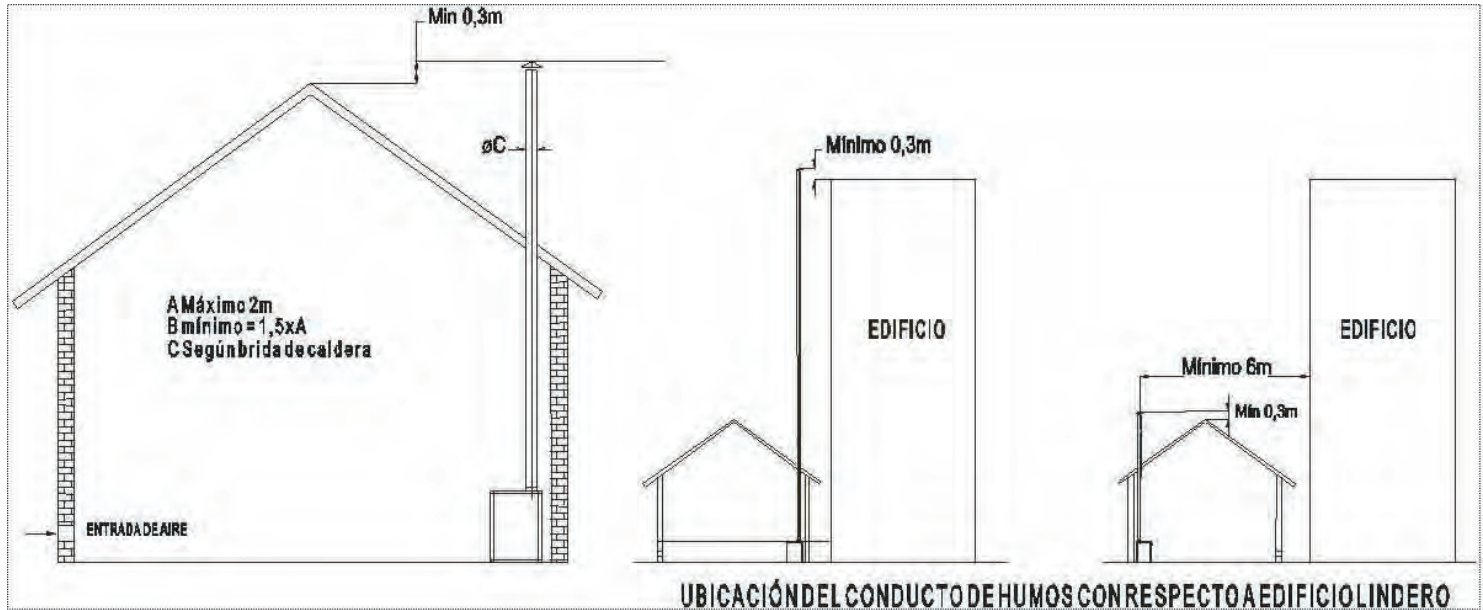 Min 0,3m
øC
A Máximo 2m
B mínimo = 1,5xA
C Según brida de caldera
ENTRADA DE AIRE
Mínimo 0,3m
EDIFICIO
EDIFICIO
Mínimo 6m
Min 0,3m
UBICACIÓN DEL CONDUCTO DE HUMOS CON RESPECTO A EDIFICIO LINDERO